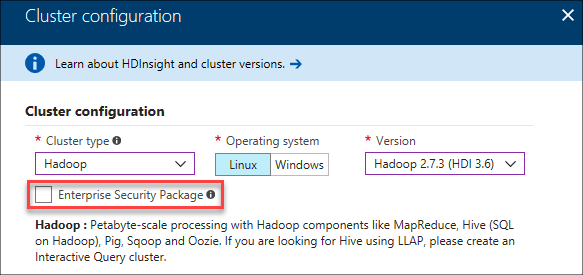 Cluster configuration
Learn about HDInsight and cluster versions.
Cluster configuration
* Cluster type * Operating system * Version
Hadoop Linux Windows Hadoop 2.7.3 (HDI 3.6)
Enterprise Security Package
Hadoop : Petabyte-scale processing with Hadoop components like MapReduce, Hive (SQL
on Hadoop), Pig, Sqoop and Oozie. If you are looking for Hive using LLAP, please create an
Interactive Query cluster.